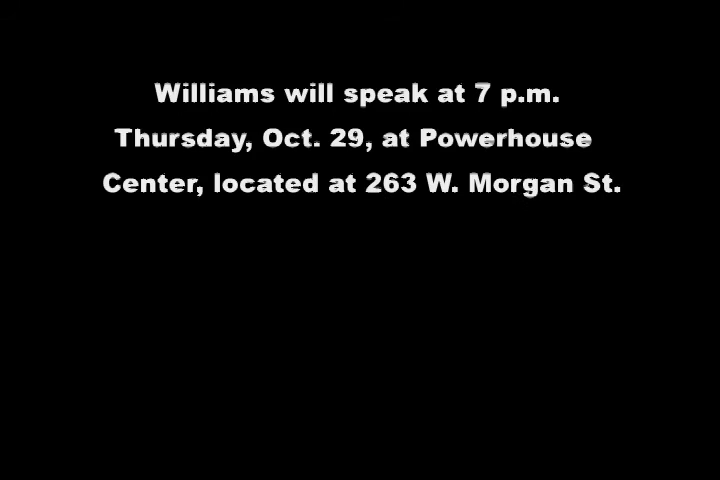 Williams will speak at 7 p.m.
Thursday, Oct. 29, at Powerhouse
Center, located at 263 W. Morgan St.